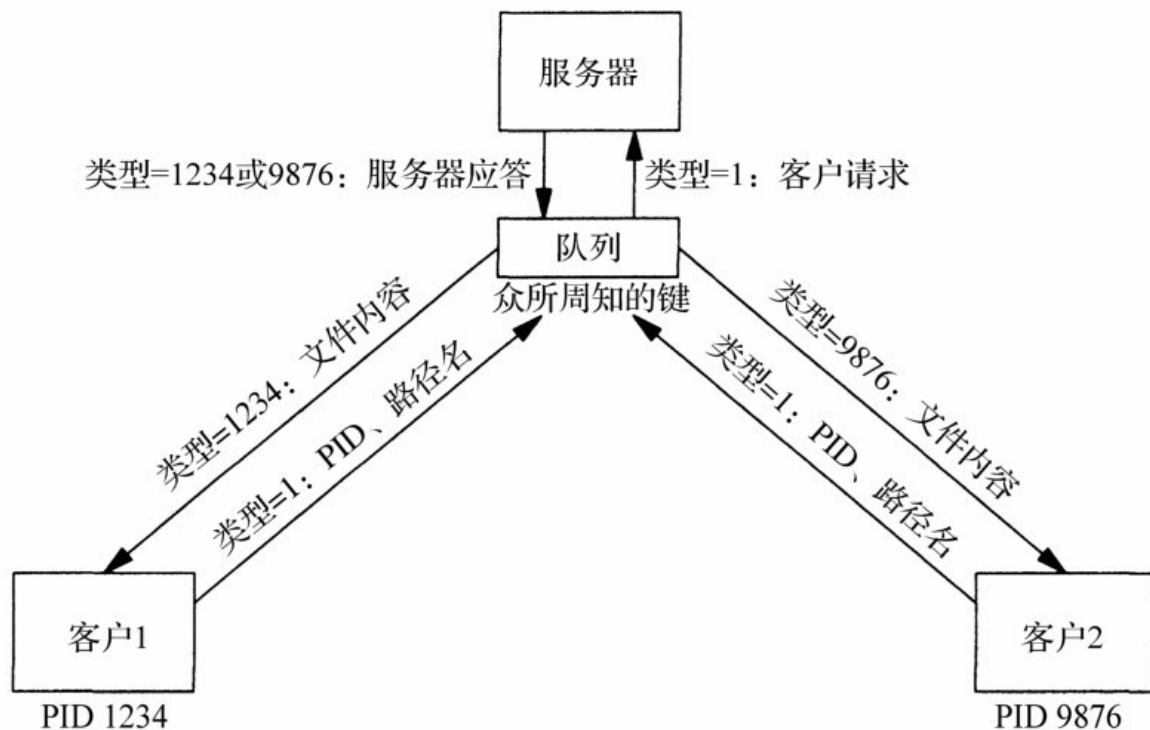 服务器
类型=1234或9876：服务器应答
类型=1：客户请求
队列
众所周知的键
类型=1234：文件内容
类型=1：PID、路径名
类型=9876：文件内容
类型=1：PID、路径名
客户1
客户2
PID 1234
PID 9876